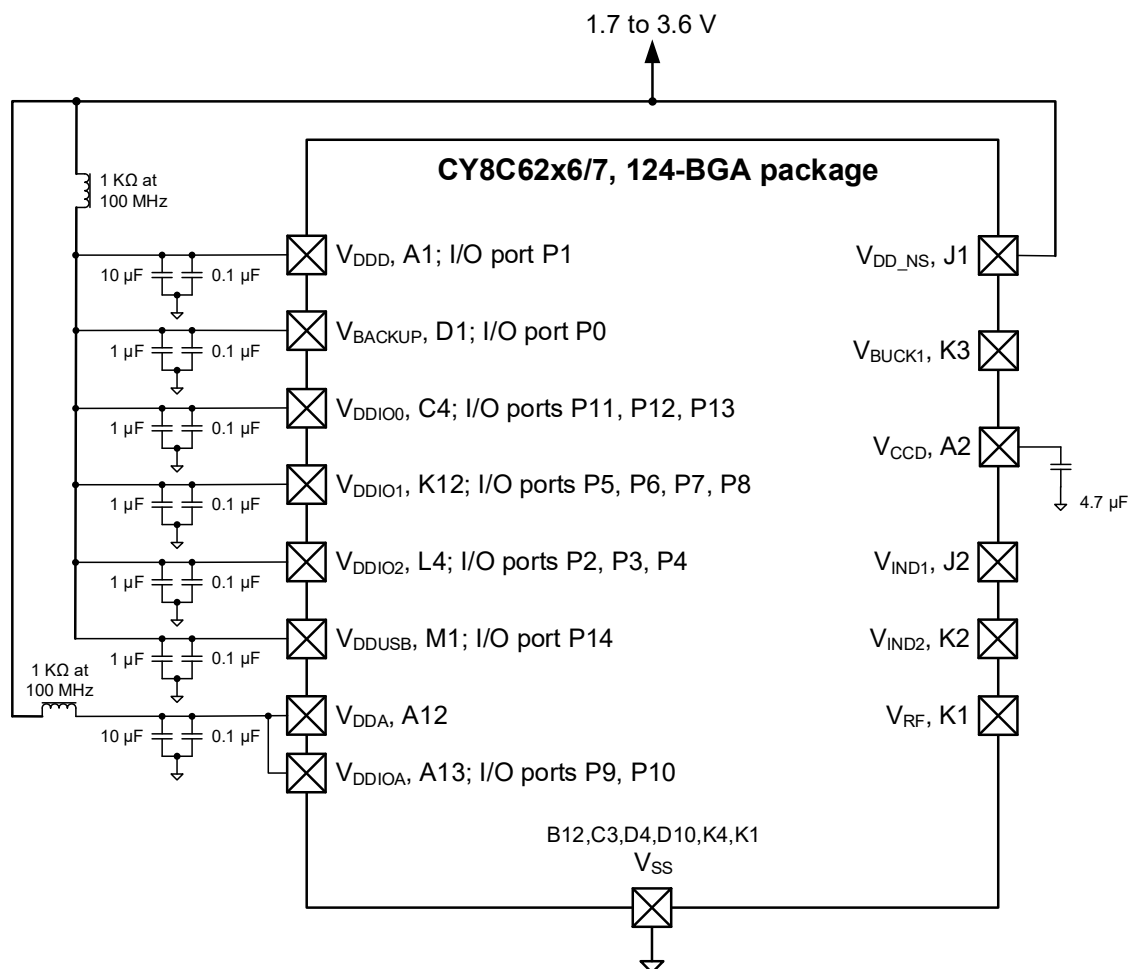 1.7 to 3.6 V
CY8C62x6/7, 124-BGA package
1 KΩ at
100 MHz
10 µF
0.1 µF
VDDD, A1; I/O port P1
VDD_NS, J1
1 µF
0.1 µF
VBACKUP, D1; I/O port P0
VBUCK1, K3
1 µF
0.1 µF
VDDIO0, C4; I/O ports P11, P12, P13
VCCD, A2
4.7 µF
1 µF
0.1 µF
VDDIO1, K12; I/O ports P5, P6, P7, P8
1 µF
0.1 µF
VDDIO2, L4; I/O ports P2, P3, P4
VIND1, J2
1 µF
0.1 µF
VDDUSB, M1; I/O port P14
VIND2, K2
1 KΩ at
100 MHz
10 µF
0.1 µF
VDDA, A12
VRF, K1
VDDIOA, A13; I/O ports P9, P10
B12,C3,D4,D10,K4,K1
VSS